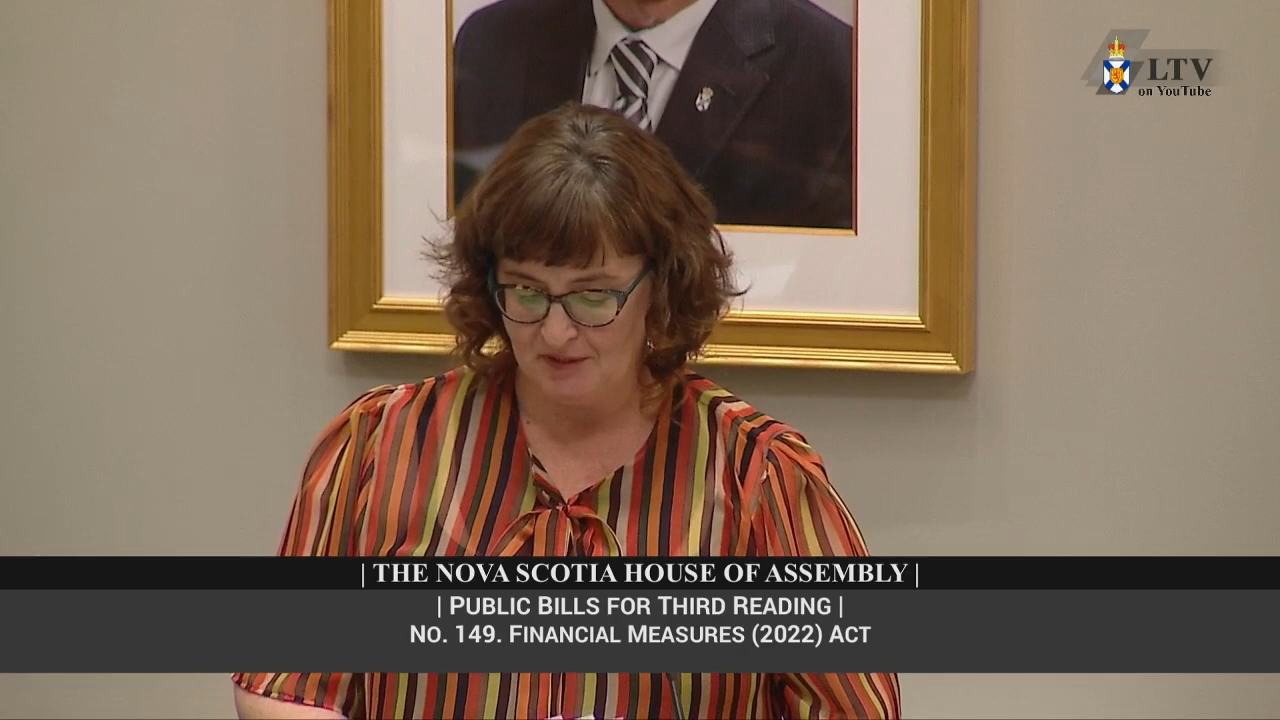 LTV
on YouTube
| THE NOVA SCOTIA HOUSE OF ASSEMBLY |
| PUBLIC BILLS FOR THIRD READING |
NO. 149. FINANCIAL MEASURES (2022) ACT